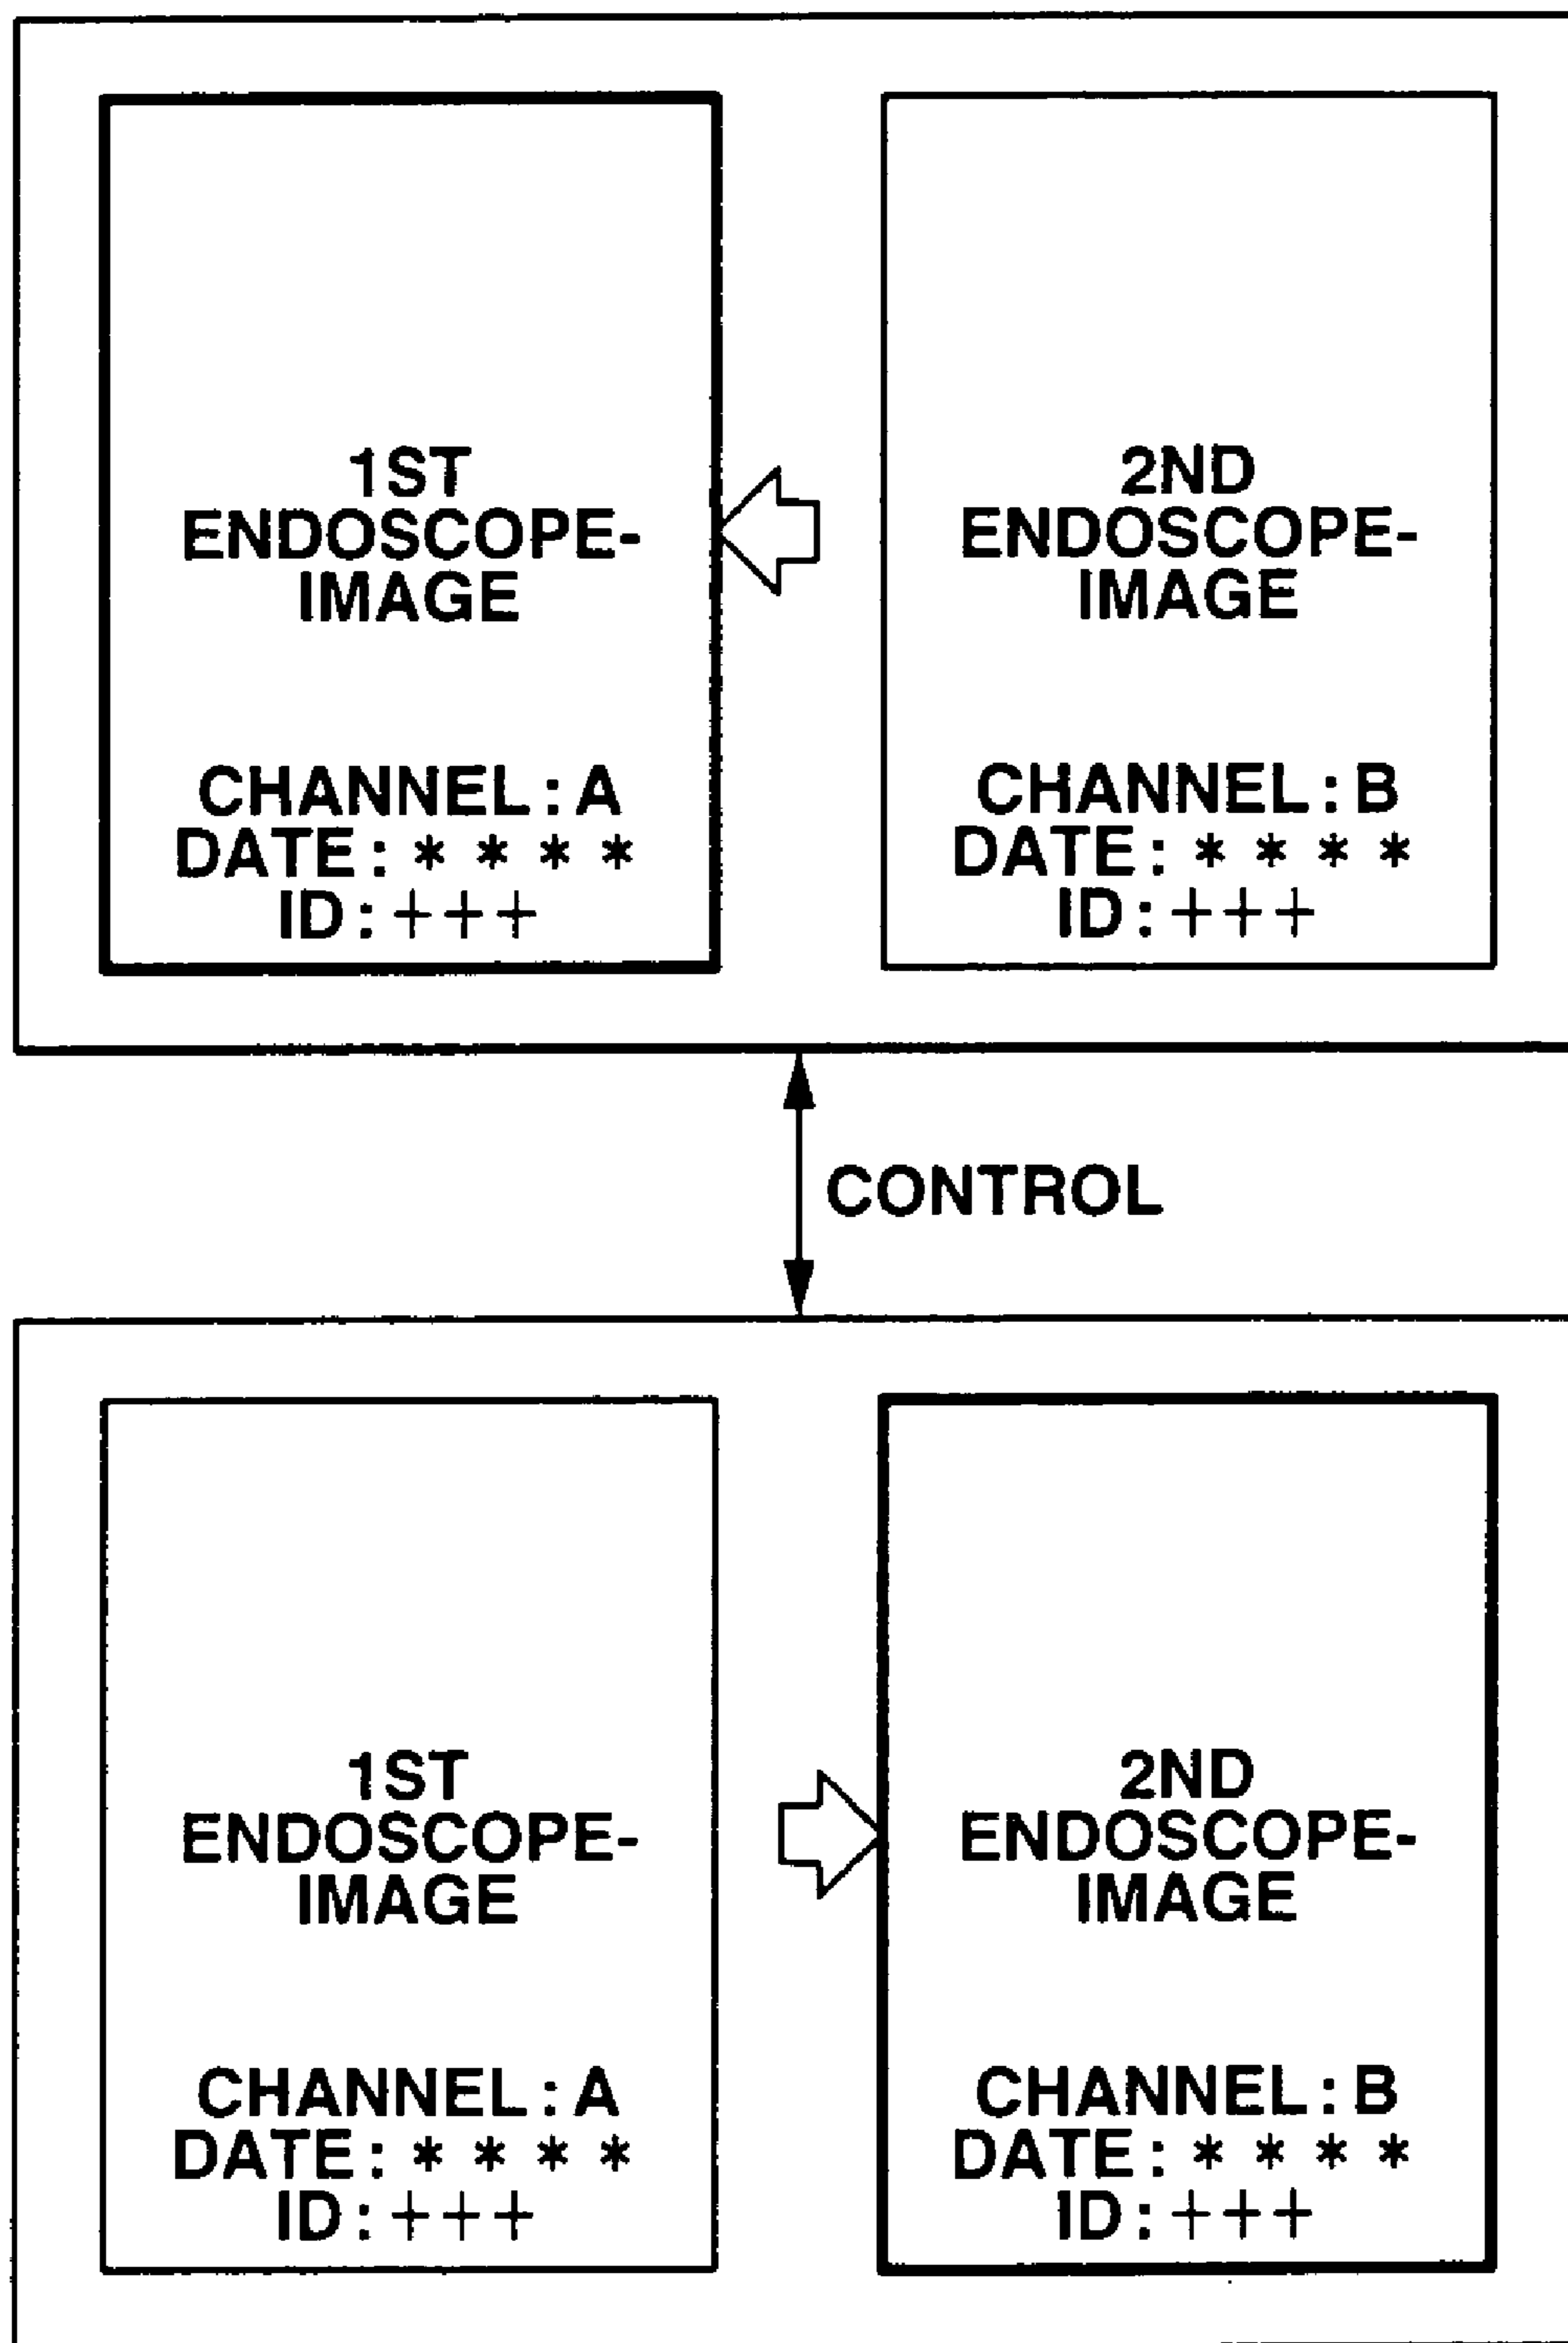 1ST
ENDOSCOPE-
IMAGE
CHANNEL : A
DATE : * * * *
ID : +++
2ND
ENDOSCOPE-
IMAGE
CHANNEL : B
DATE : * * * *
ID : +++
CONTROL
1ST
ENDOSCOPE-
IMAGE
CHANNEL : A
DATE : * * * *
ID : +++
2ND
ENDOSCOPE-
IMAGE
CHANNEL : B
DATE : * * * *
ID : +++